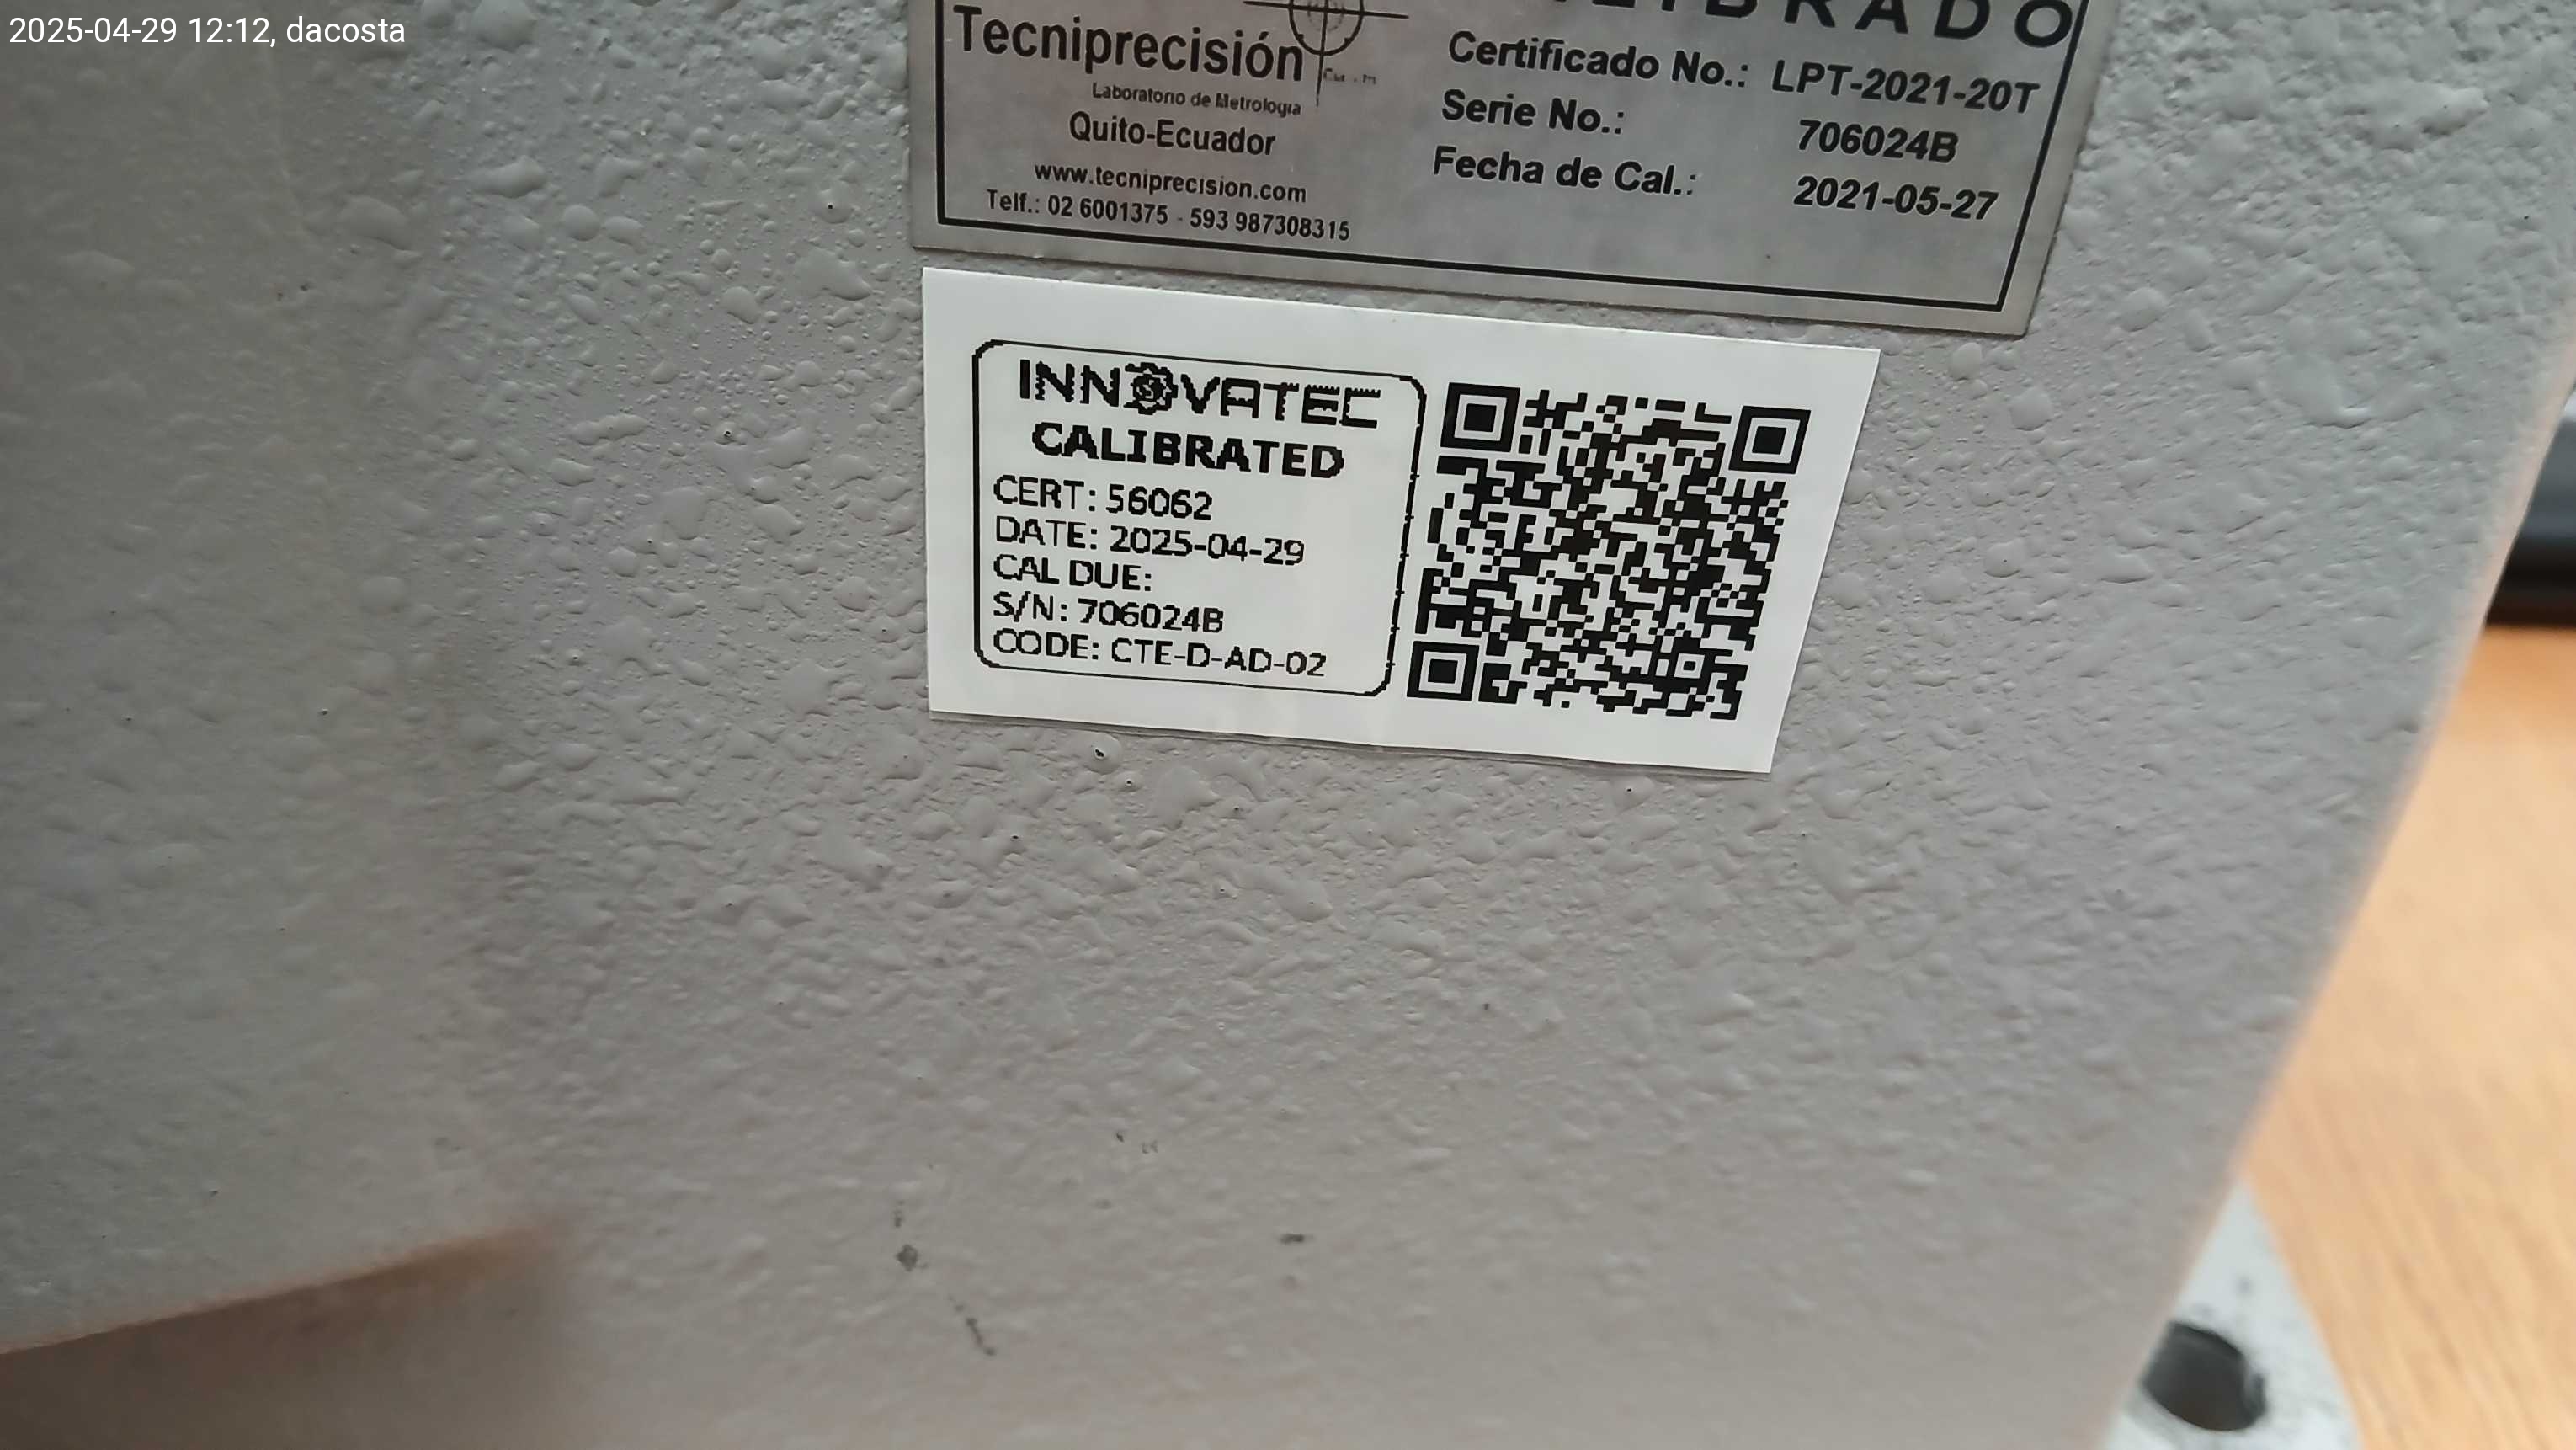 2025-04-29 12:12, dacosta
Tecniprecisión
Laboratorio de Metrología
Quito-Ecuador
www.tecniprecision.com
Telf.: 02 6001375 - 593 987308315
Certificado No.: LPT-2021-20T
Serie No.: 706024B
Fecha de Cal.: 2021-05-27
INNOVATEC
CALIBRATED
CERT: 56062
DATE: 2025-04-29
CAL DUE:
S/N: 706024B
CODE: CTE-D-AD-02